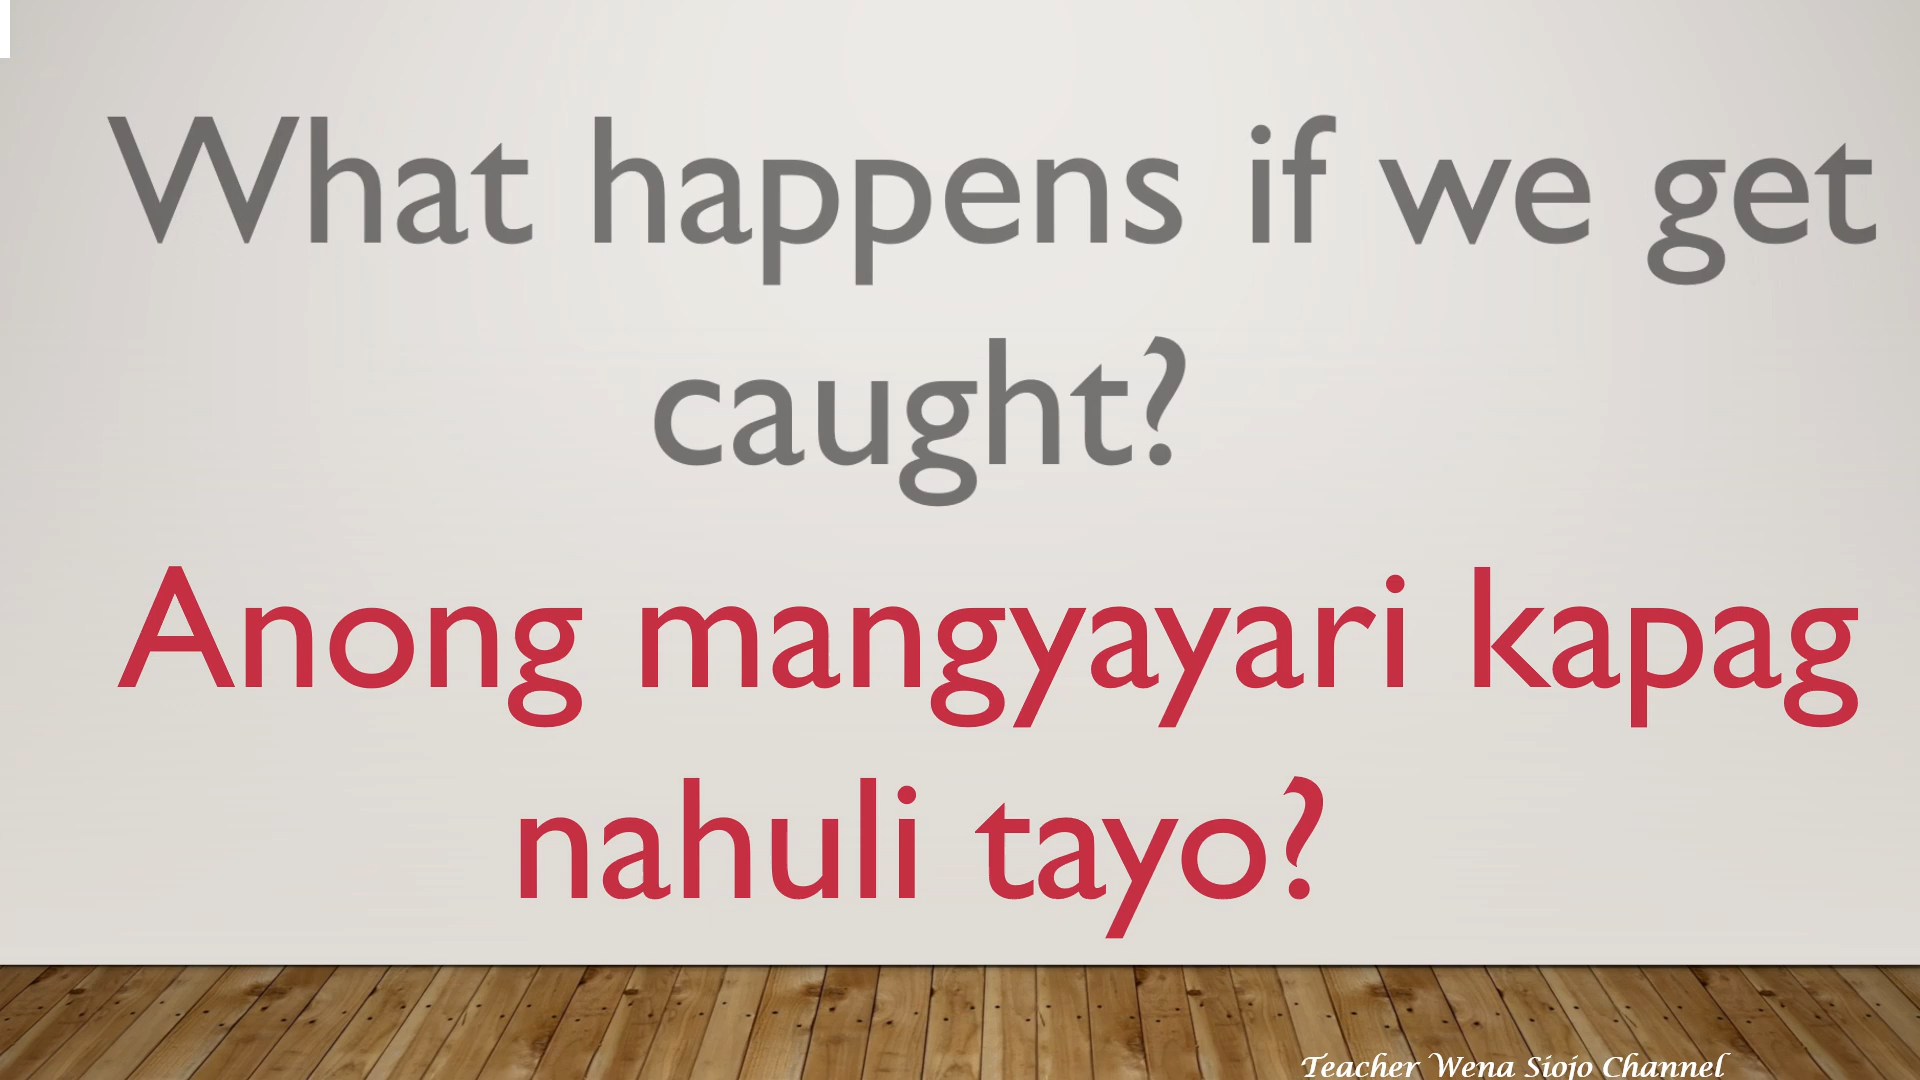 What happens if we get
caught?
Anong mangyayari kapag
nahuli tayo?
Teacher Wena Siojo Channel